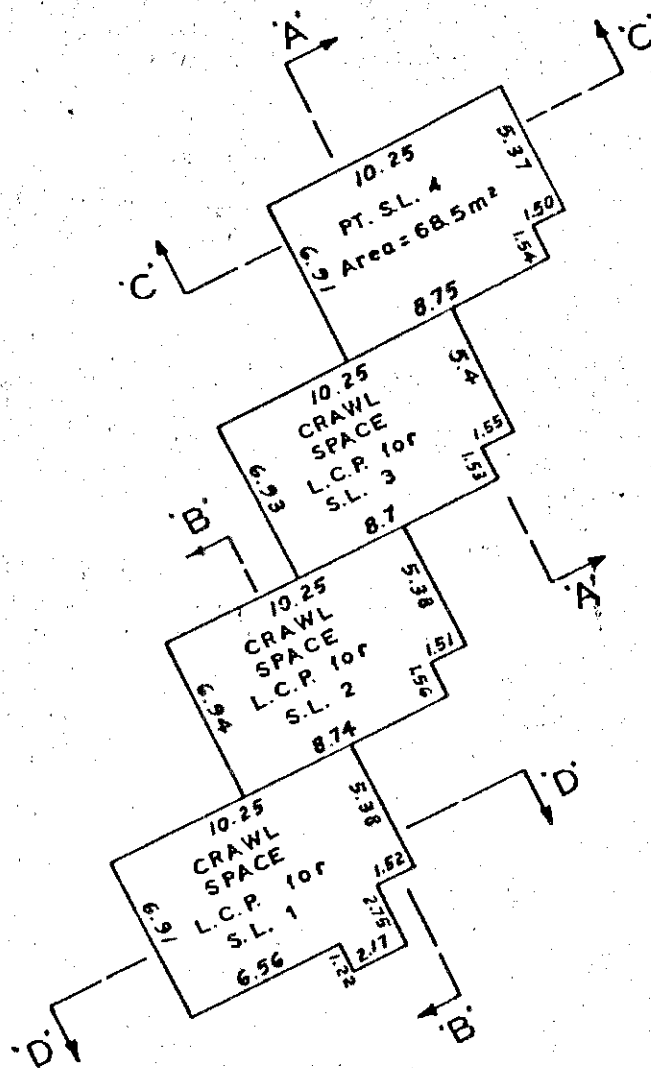 'A'
'C'
10.25
5.37
PT. S.L. 4
Area = 68.5 m²
1.50
1.54
6.91
'C'
8.75
10.25
5.4
CRAWL
SPACE
L.C.P. for
S.L. 3
1.55
1.53
6.93
8.7
'B'
'A'
10.25
5.38
CRAWL
SPACE
L.C.P. for
S.L. 2
1.51
1.56
6.94
8.74
'D'
10.25
5.38
CRAWL
SPACE
L.C.P. for
S.L. 1
1.52
2.75
6.91
2.17
6.56
1.22
'B'
'D'